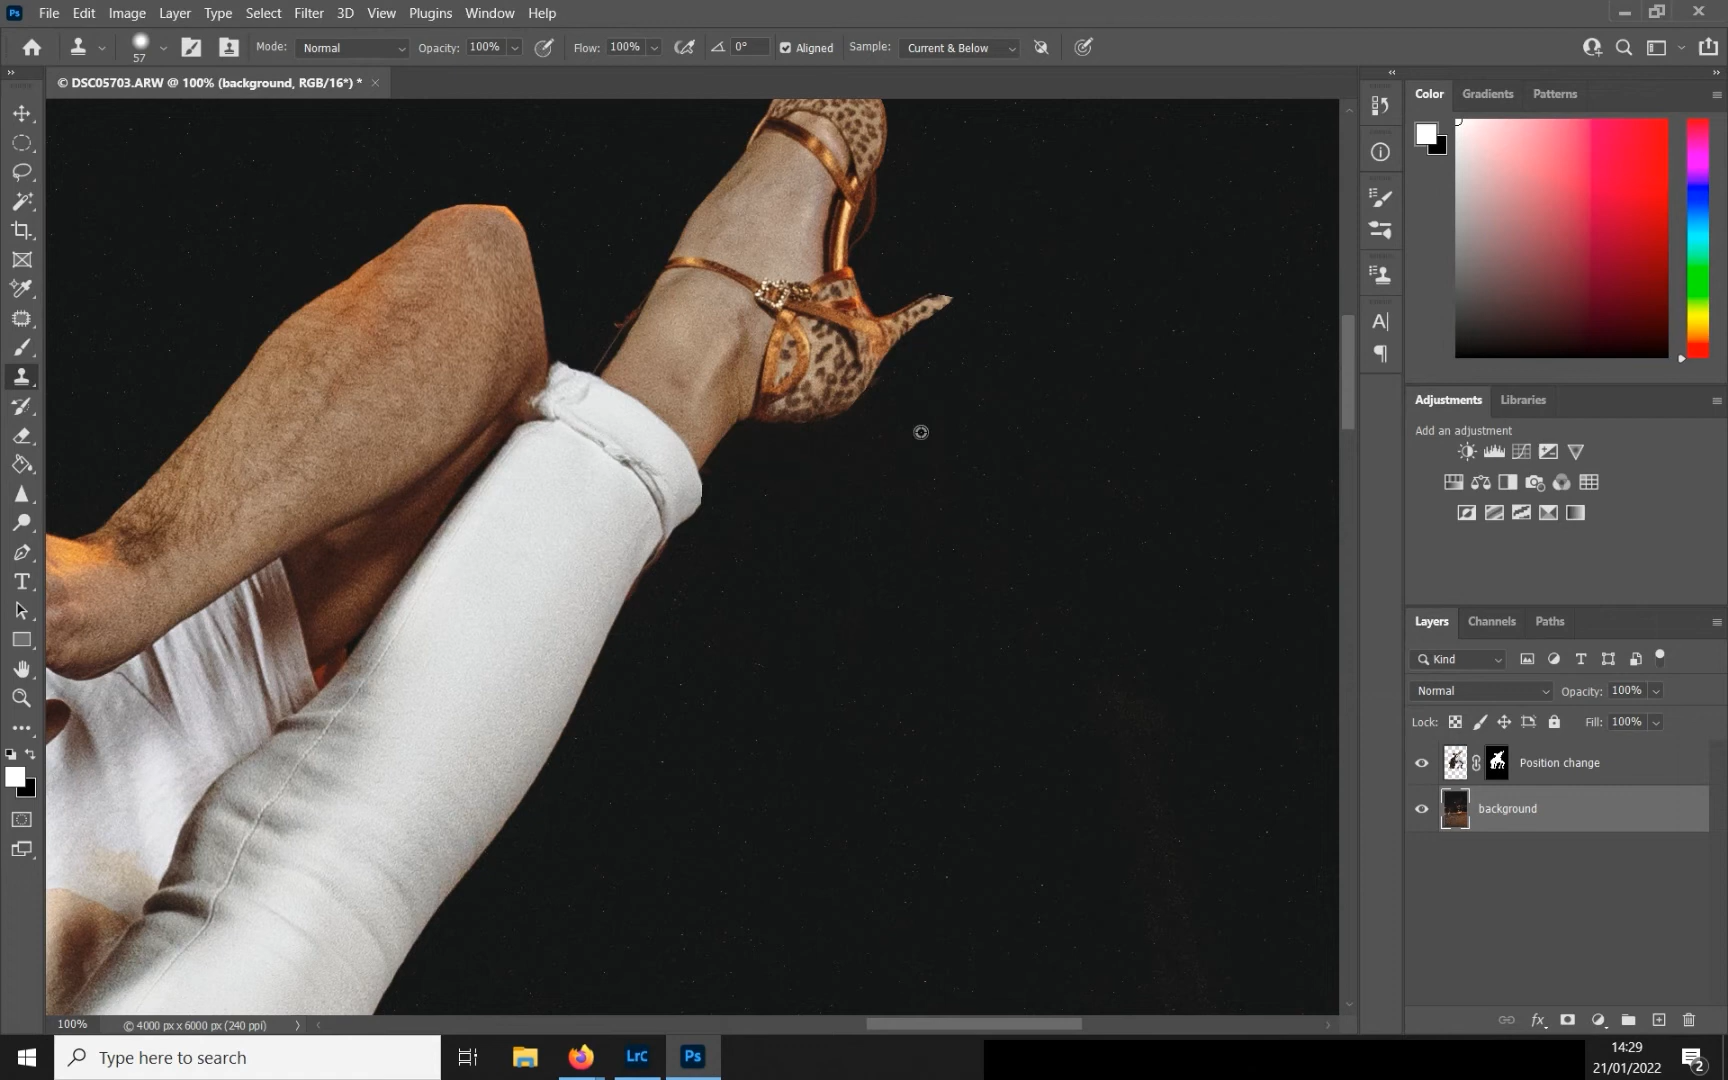 Ps File Edit Image Layer Type Select Filter 3D View Plugins Window Help
57 Mode: Normal Opacity: 100% Flow: 100% 0° Aligned Sample: Current & Below
© DSC05703.ARW @ 100% (background, RGB/16*) *
Color Gradients Patterns
Adjustments Libraries
Add an adjustment
Layers Channels Paths
Kind
Normal Opacity: 100%
Lock: Fill: 100%
Position change
background
fx
100% © 4000 px x 6000 px (240 ppi)
Type here to search
LrC Ps
14:29
21/01/2022
2